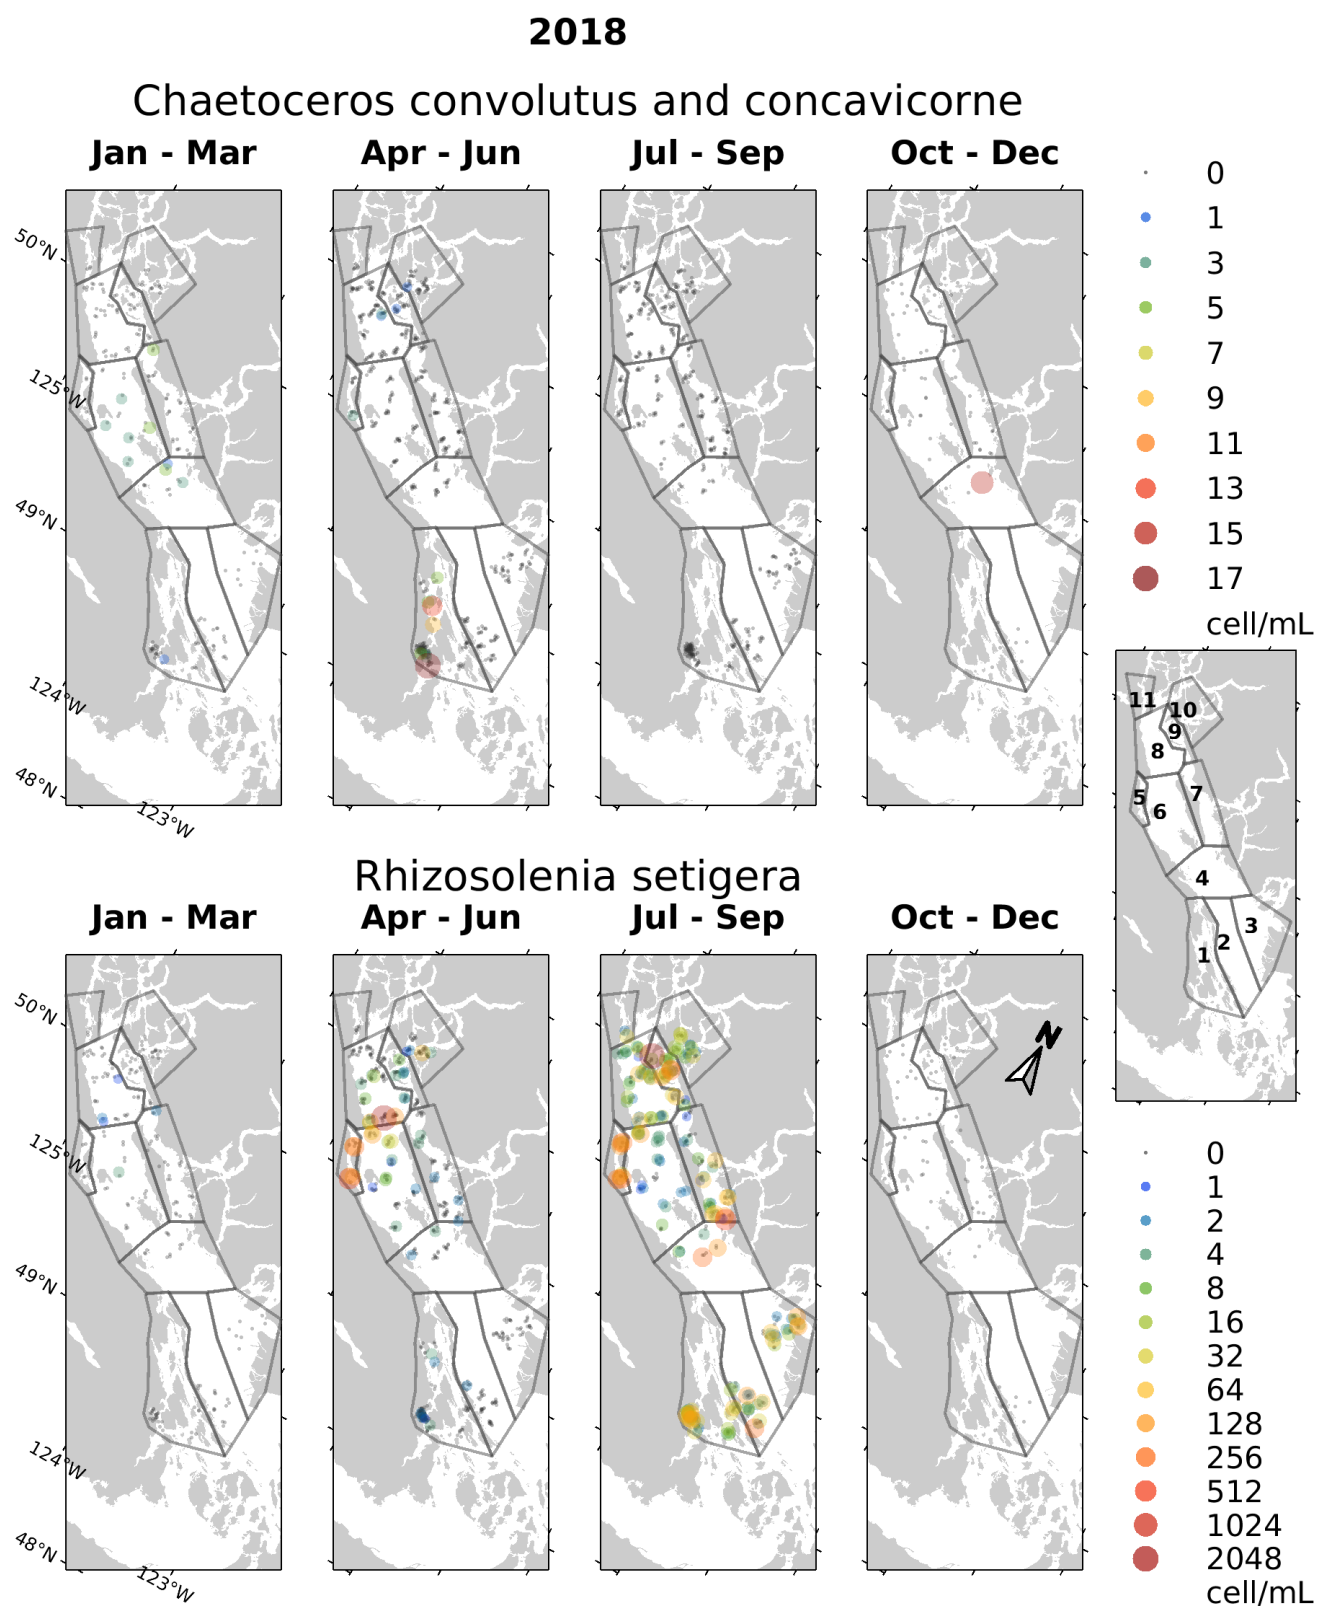 2018
Chaetoceros convolutus and concavicorne
Jan - Mar
Apr - Jun
Jul - Sep
Oct - Dec
50°N
125°W
49°N
124°W
48°N
123°W
0
1
3
5
7
9
11
13
15
17
cell/mL
11
10
9
8
5
6
7
4
3
2
1
Rhizosolenia setigera
Jan - Mar
Apr - Jun
Jul - Sep
Oct - Dec
N
50°N
125°W
49°N
124°W
48°N
123°W
0
1
2
4
8
16
32
64
128
256
512
1024
2048
cell/mL